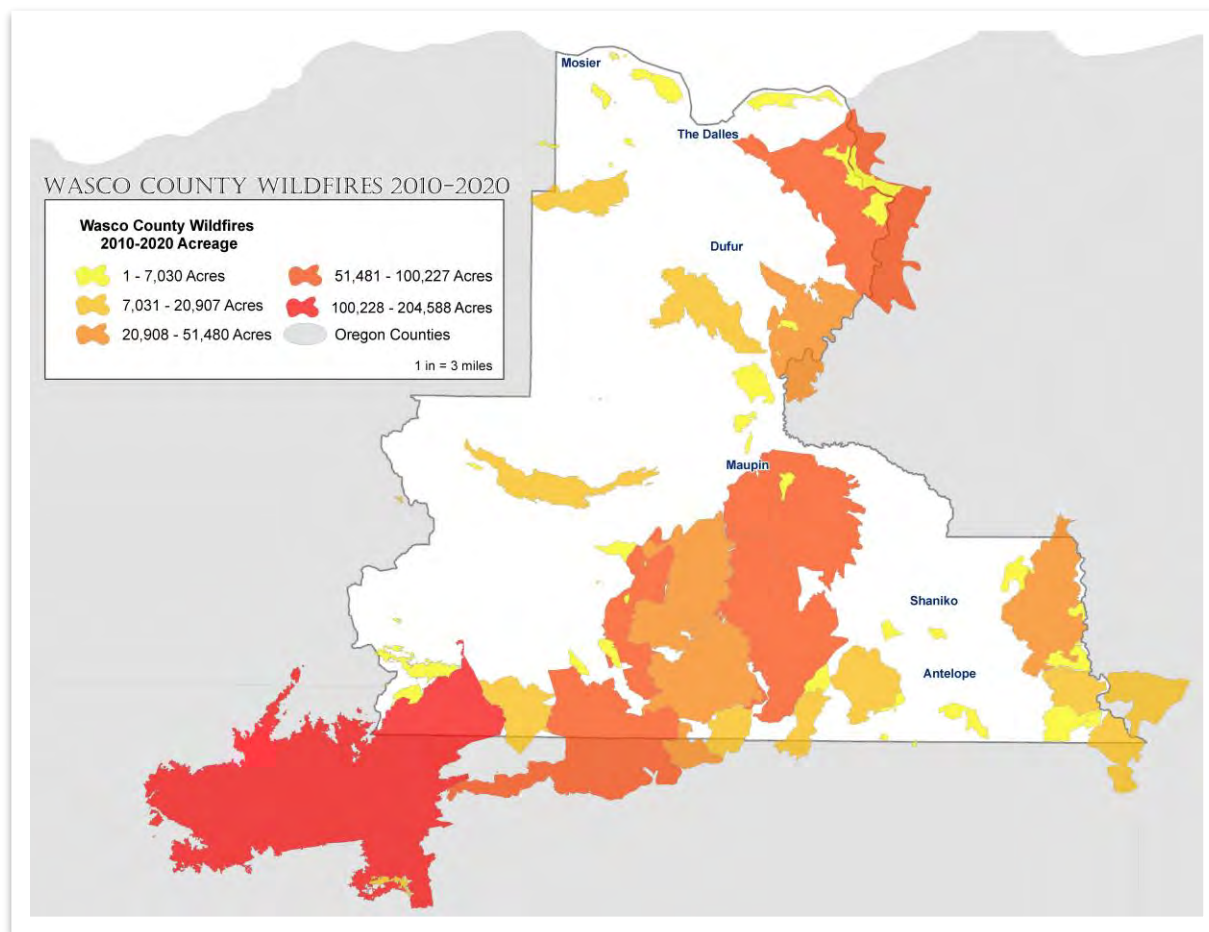 Mosier
The Dalles
WASCO COUNTY WILDFIRES 2010-2020
Wasco County Wildfires
2010-2020 Acreage
1 - 7,030 Acres
7,031 - 20,907 Acres
20,908 - 51,480 Acres
51,481 - 100,227 Acres
100,228 - 204,588 Acres
Oregon Counties
1 in = 3 miles
Dufur
Maupin
Shaniko
Antelope